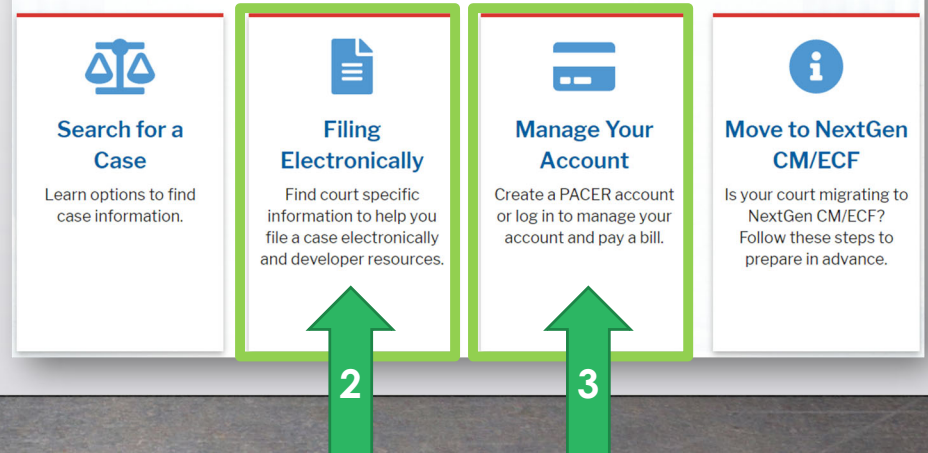 Search for a
Case
Learn options to find
case information.
Filing
Electronically
Find court specific
information to help you
file a case electronically
and developer resources.
Manage Your
Account
Create a PACER account
or log in to manage your
account and pay a bill.
Move to NextGen
CM/ECF
Is your court migrating to
NextGen CM/ECF?
Follow these steps to
prepare in advance.
2
3